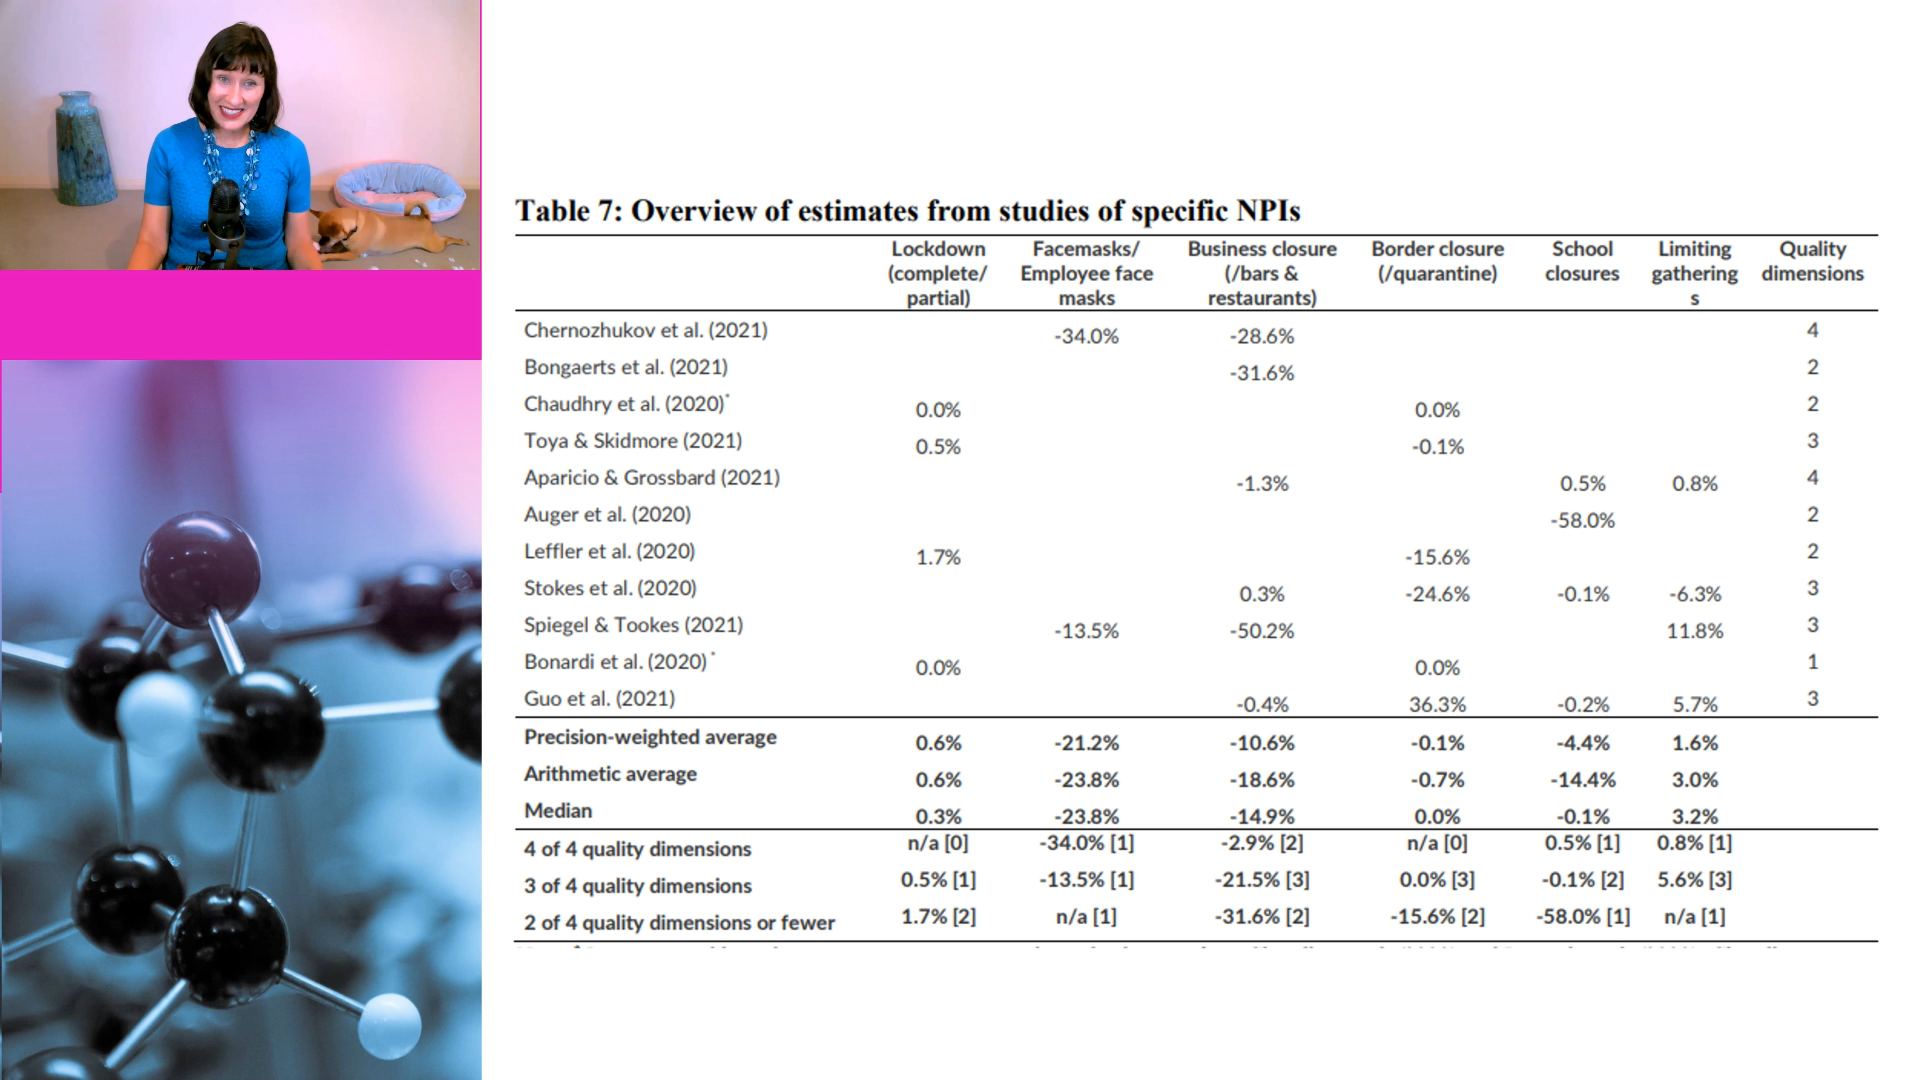 Table 7: Overview of estimates from studies of specific NPIs
Lockdown (complete/ partial) Facemasks/ Employee face masks Business closure (/bars & restaurants) Border closure (/quarantine) School closures Limiting gathering s Quality dimensions
Chernozhukov et al. (2021) -34.0% -28.6% 4
Bongaerts et al. (2021) -31.6% 2
Chaudhry et al. (2020)* 0.0% 0.0% 2
Toya & Skidmore (2021) 0.5% -0.1% 3
Aparicio & Grossbard (2021) -1.3% 0.5% 0.8% 4
Auger et al. (2020) -58.0% 2
Leffler et al. (2020) 1.7% -15.6% 2
Stokes et al. (2020) 0.3% -24.6% -0.1% -6.3% 3
Spiegel & Tookes (2021) -13.5% -50.2% 11.8% 3
Bonardi et al. (2020)* 0.0% 0.0% 1
Guo et al. (2021) -0.4% 36.3% -0.2% 5.7% 3
Precision-weighted average 0.6% -21.2% -10.6% -0.1% -4.4% 1.6%
Arithmetic average 0.6% -23.8% -18.6% -0.7% -14.4% 3.0%
Median 0.3% -23.8% -14.9% 0.0% -0.1% 3.2%
4 of 4 quality dimensions n/a [0] -34.0% [1] -2.9% [2] n/a [0] 0.5% [1] 0.8% [1]
3 of 4 quality dimensions 0.5% [1] -13.5% [1] -21.5% [3] 0.0% [3] -0.1% [2] 5.6% [3]
2 of 4 quality dimensions or fewer 1.7% [2] n/a [1] -31.6% [2] -15.6% [2] -58.0% [1] n/a [1]